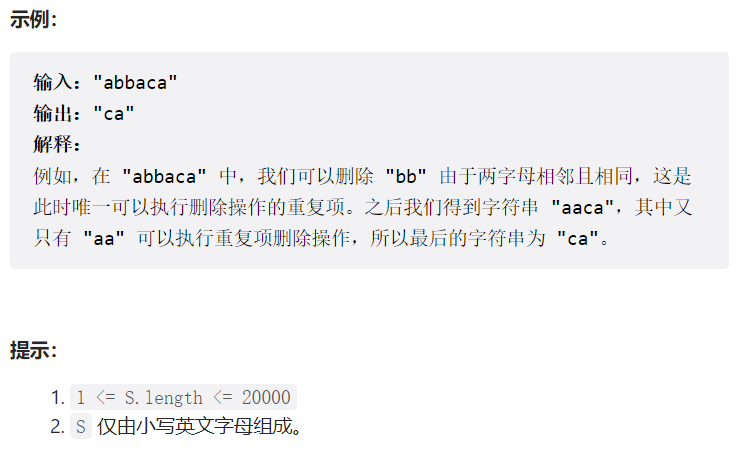 示例：
输入："abbaca"
输出："ca"
解释：
例如，在 "abbaca" 中，我们可以删除 "bb" 由于两字母相邻且相同，这是
此时唯一可以执行删除操作的重复项。之后我们得到字符串 "aaca"，其中又
只有 "aa" 可以执行重复项删除操作，所以最后的字符串为 "ca"。
提示：
1. 1 <= S.length <= 20000
2. S 仅由小写英文字母组成。